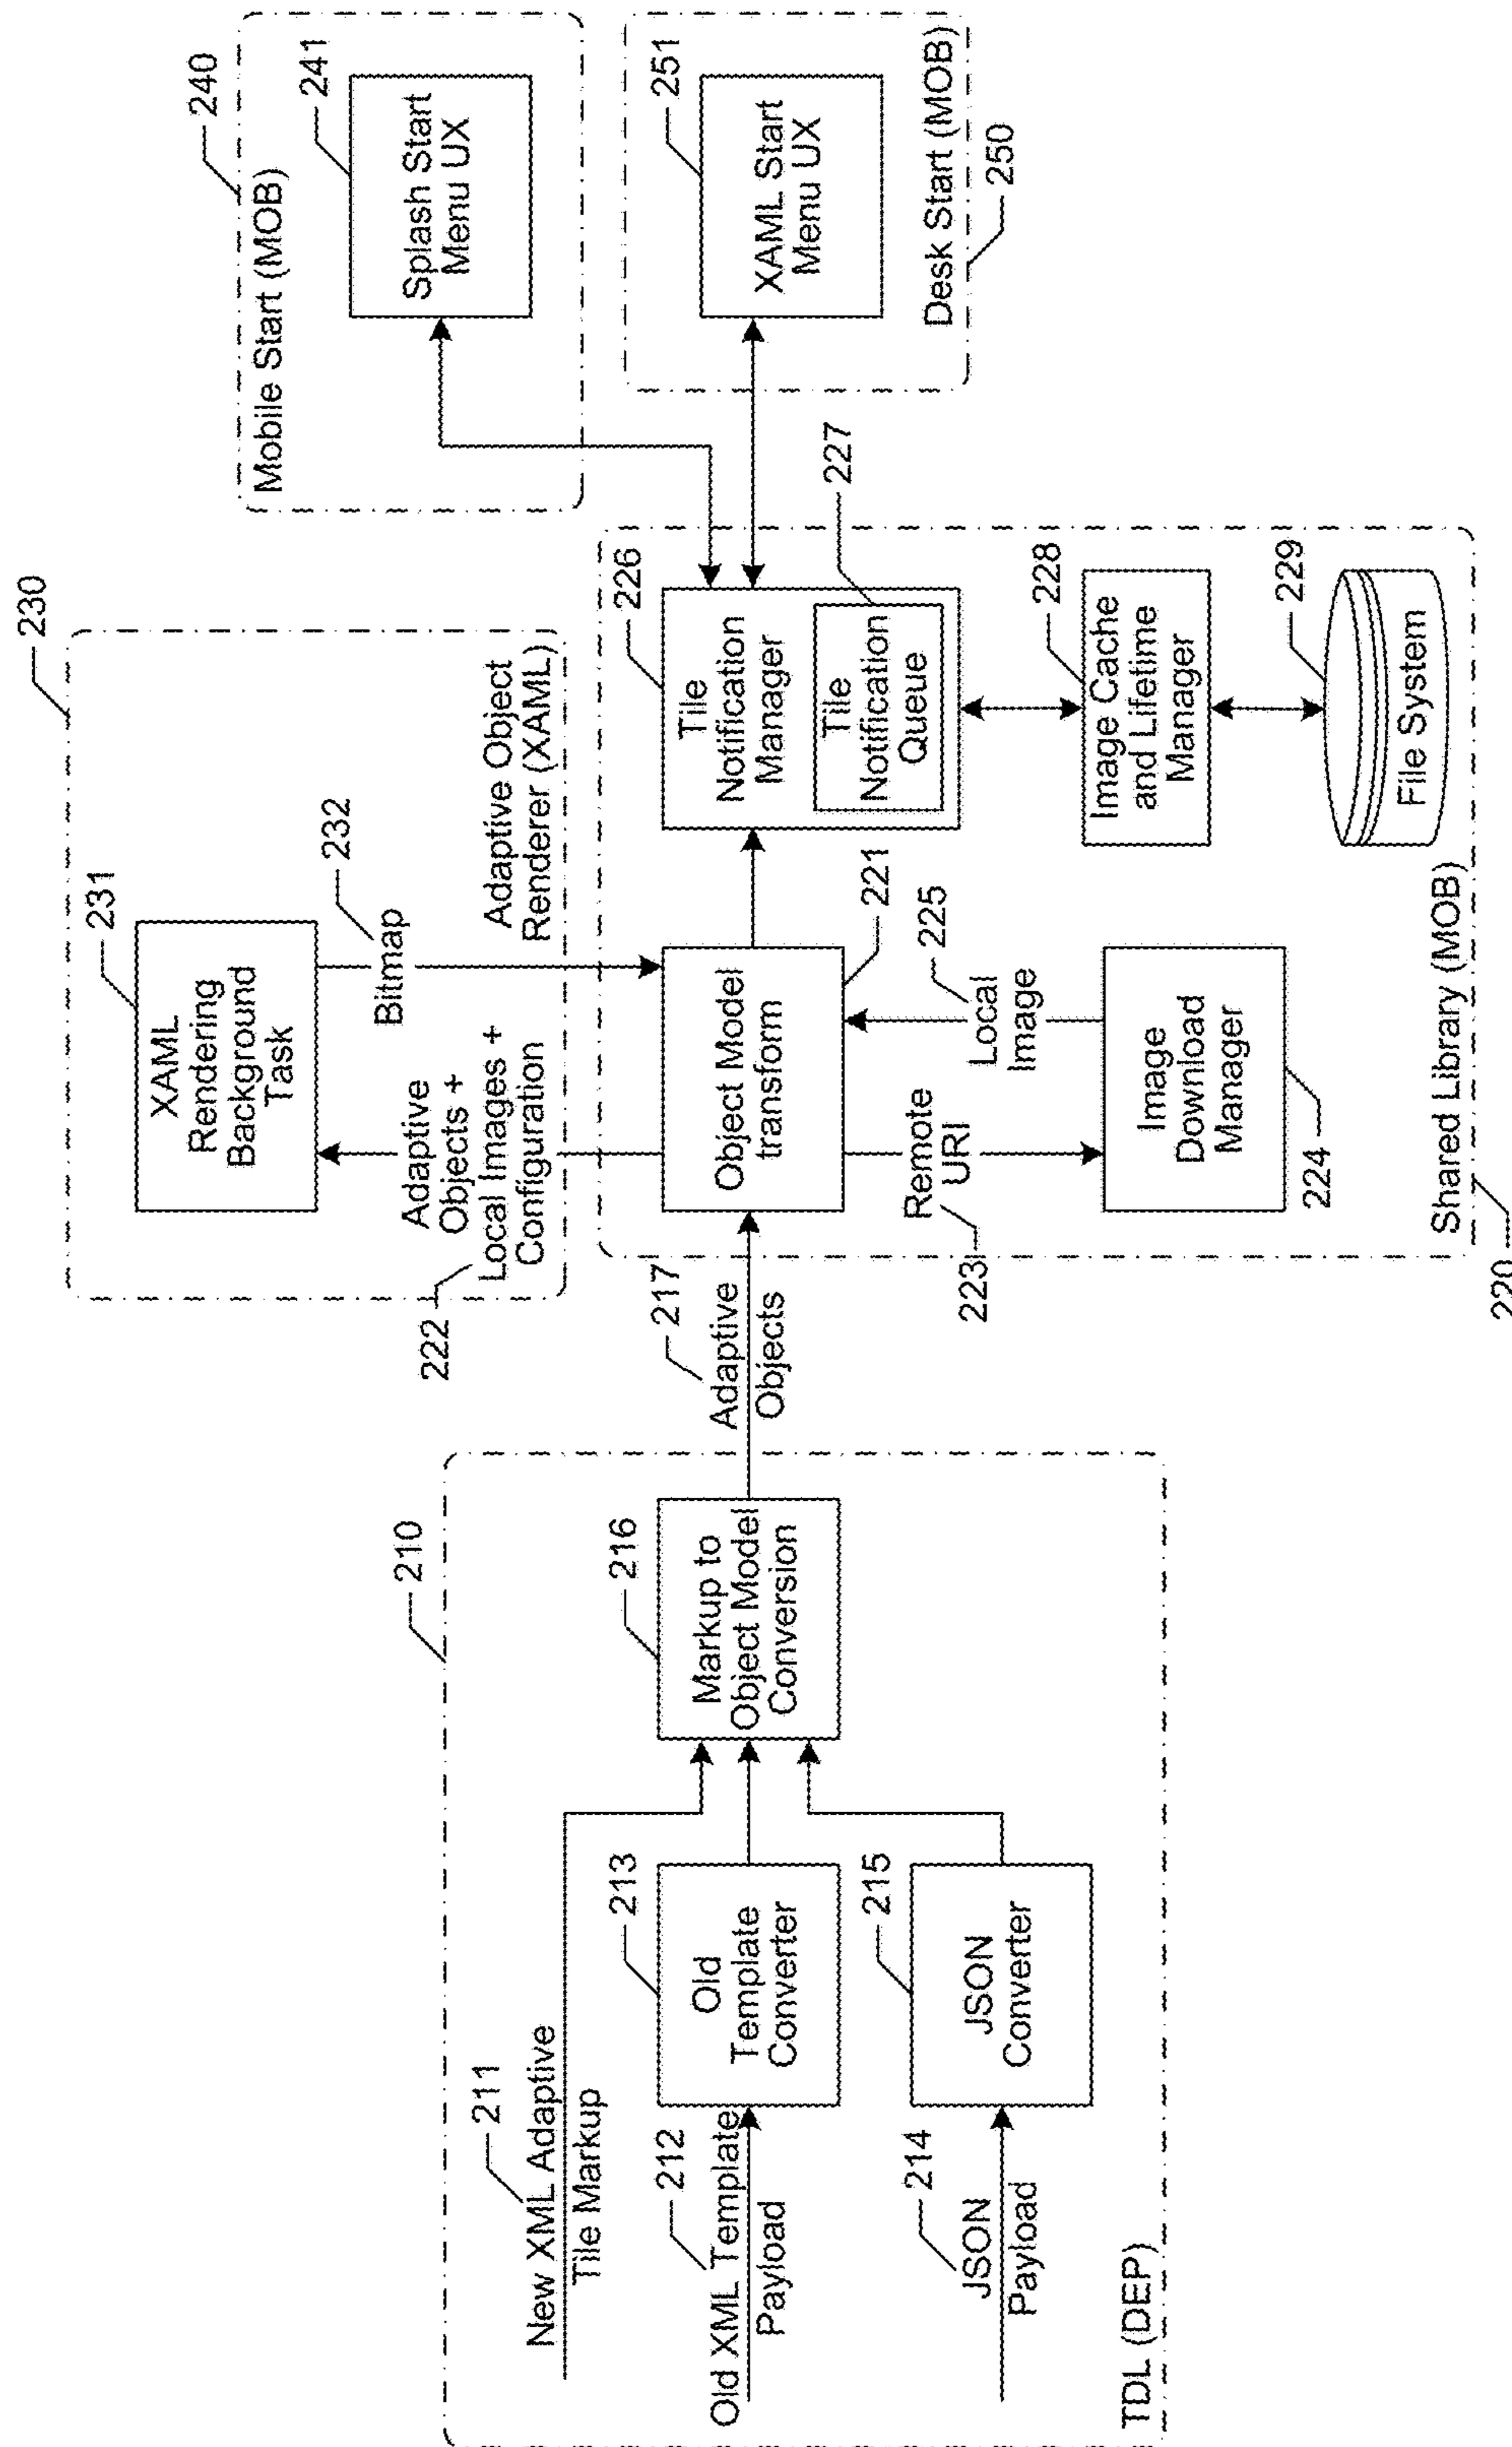 210
211
New XML Adaptive
Tile Markup
212
Old XML Template
Payload
213
Old
Template
Converter
214
JSON
Payload
215
JSON
Converter
216
Markup to
Object Model
Conversion
TDL (DEP)
217
Adaptive
Objects
230
231
XAML
Rendering
Background
Task
222
Adaptive
Objects +
Local Images +
Configuration
232
Bitmap
Adaptive Object
Renderer (XAML)
Object Model
transform
221
223
Remote
URI
225
Local
Image
Image
Download
Manager
224
226
Tile
Notification
Manager
227
Tile
Notification
Queue
228
Image Cache
and Lifetime
Manager
229
File System
Shared Library (MOB)
220
240
Mobile Start (MOB)
241
Splash Start
Menu UX
251
XAML Start
Menu UX
Desk Start (MOB)
250